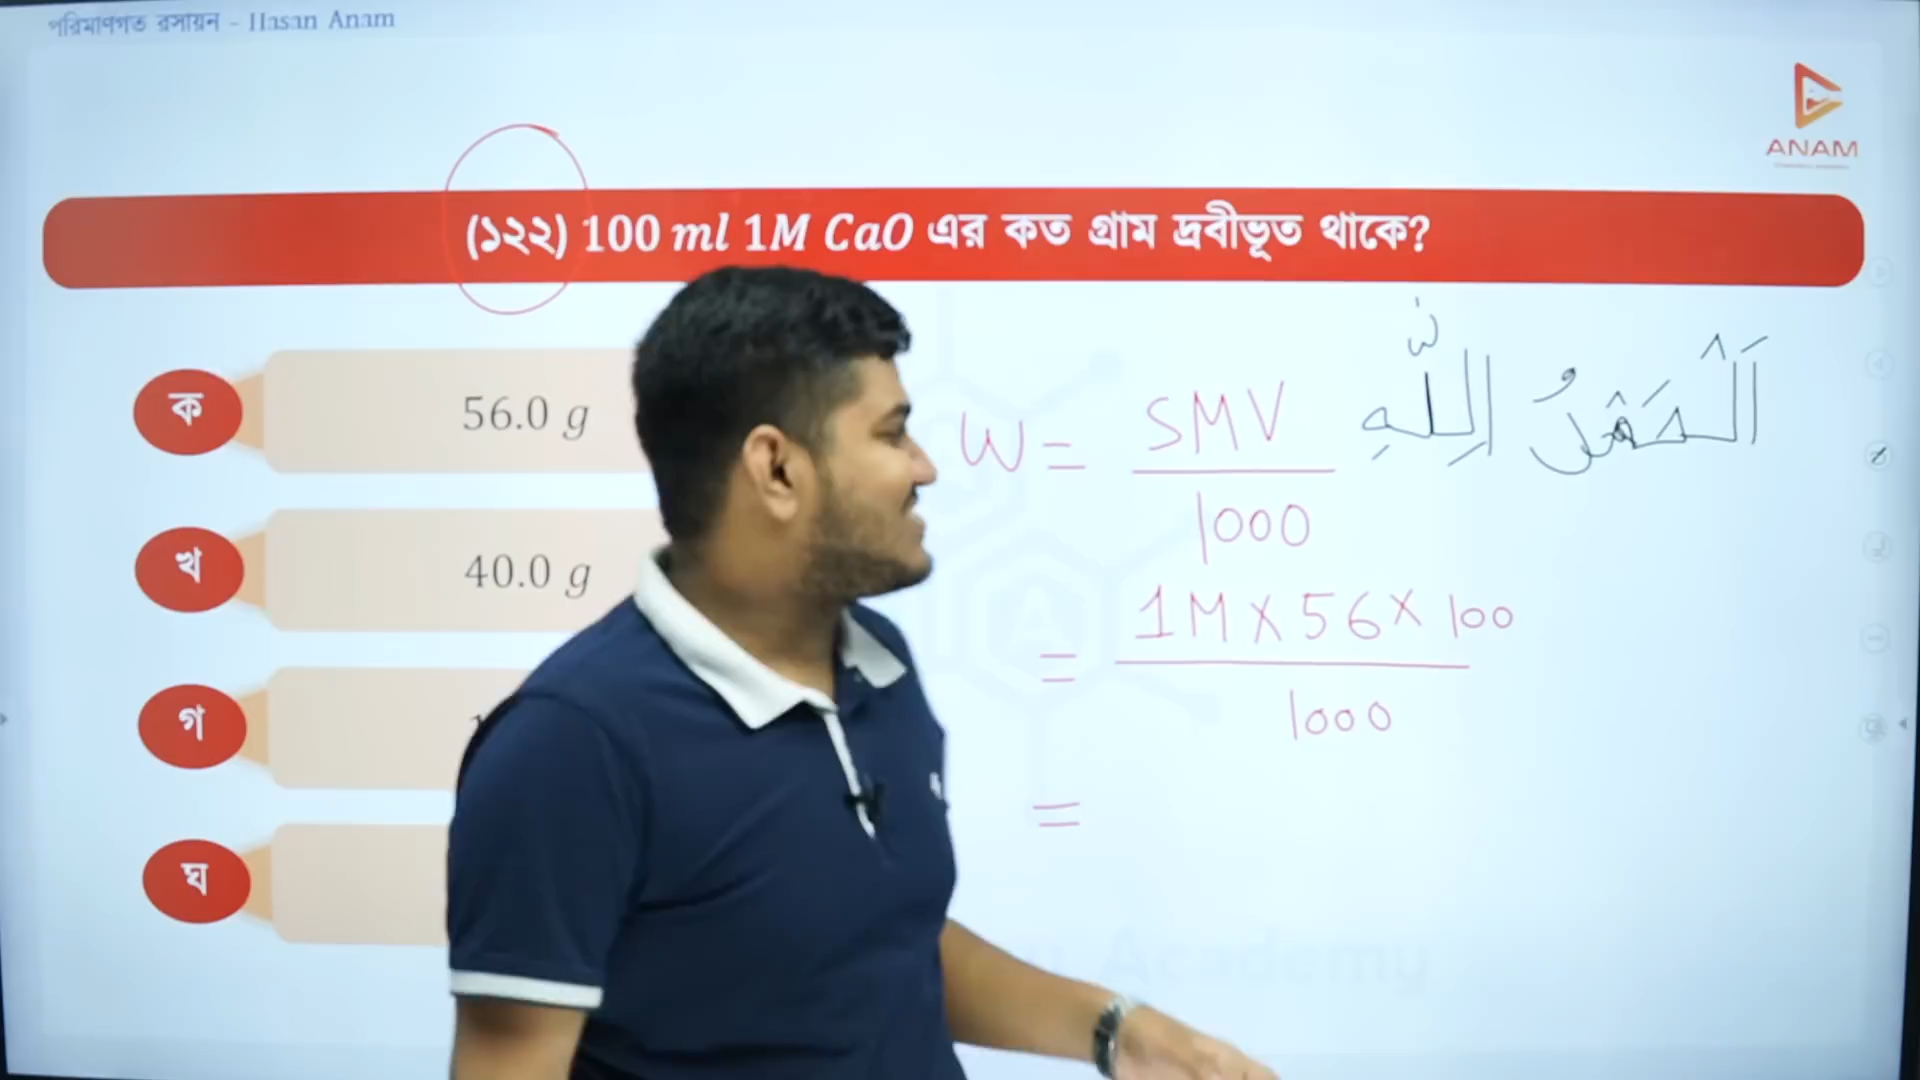 পরিমাণগত রসায়ন - Hasan Anam
ANAM
(১২২) 100 ml 1M CaO এর কত গ্রাম দ্রবীভূত থাকে?
ক 56.0 g
খ 40.0 g
গ
ঘ
W = SMV
1000
= 1M X 56 X 100
1000
=
Academy